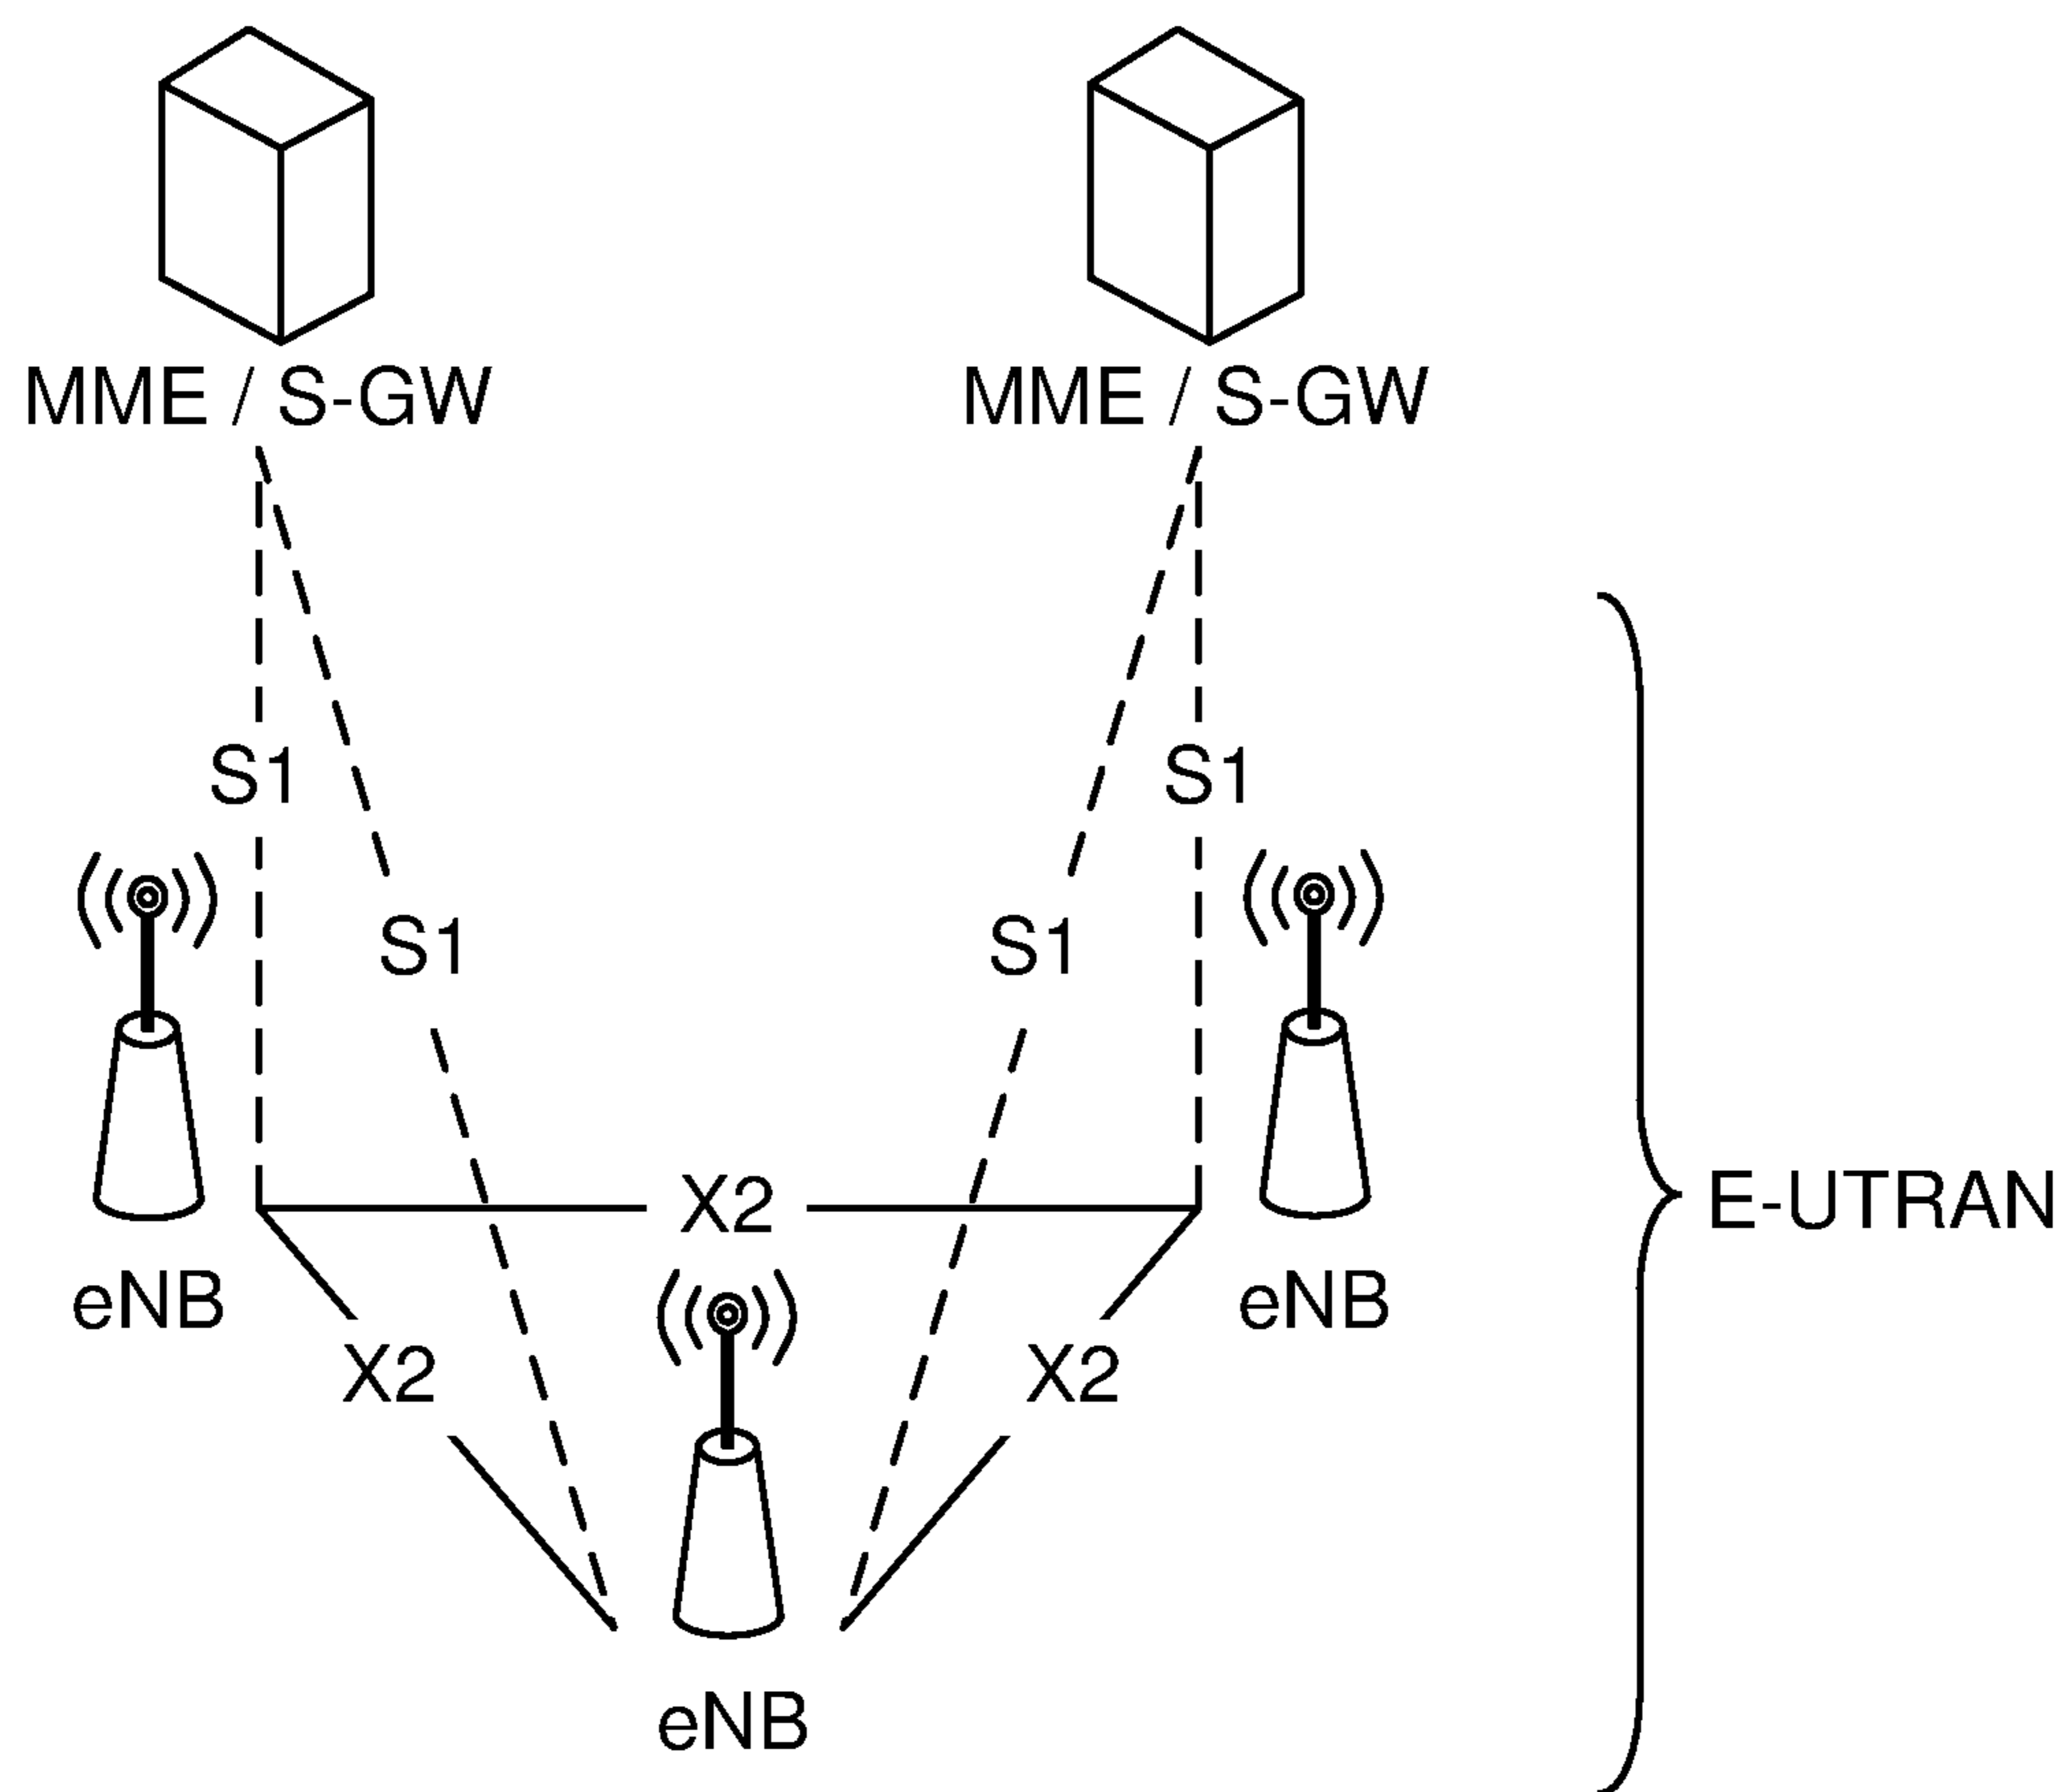 MME / S-GW
MME / S-GW
S1
S1
S1
S1
X2
E-UTRAN
eNB
eNB
X2
X2
eNB